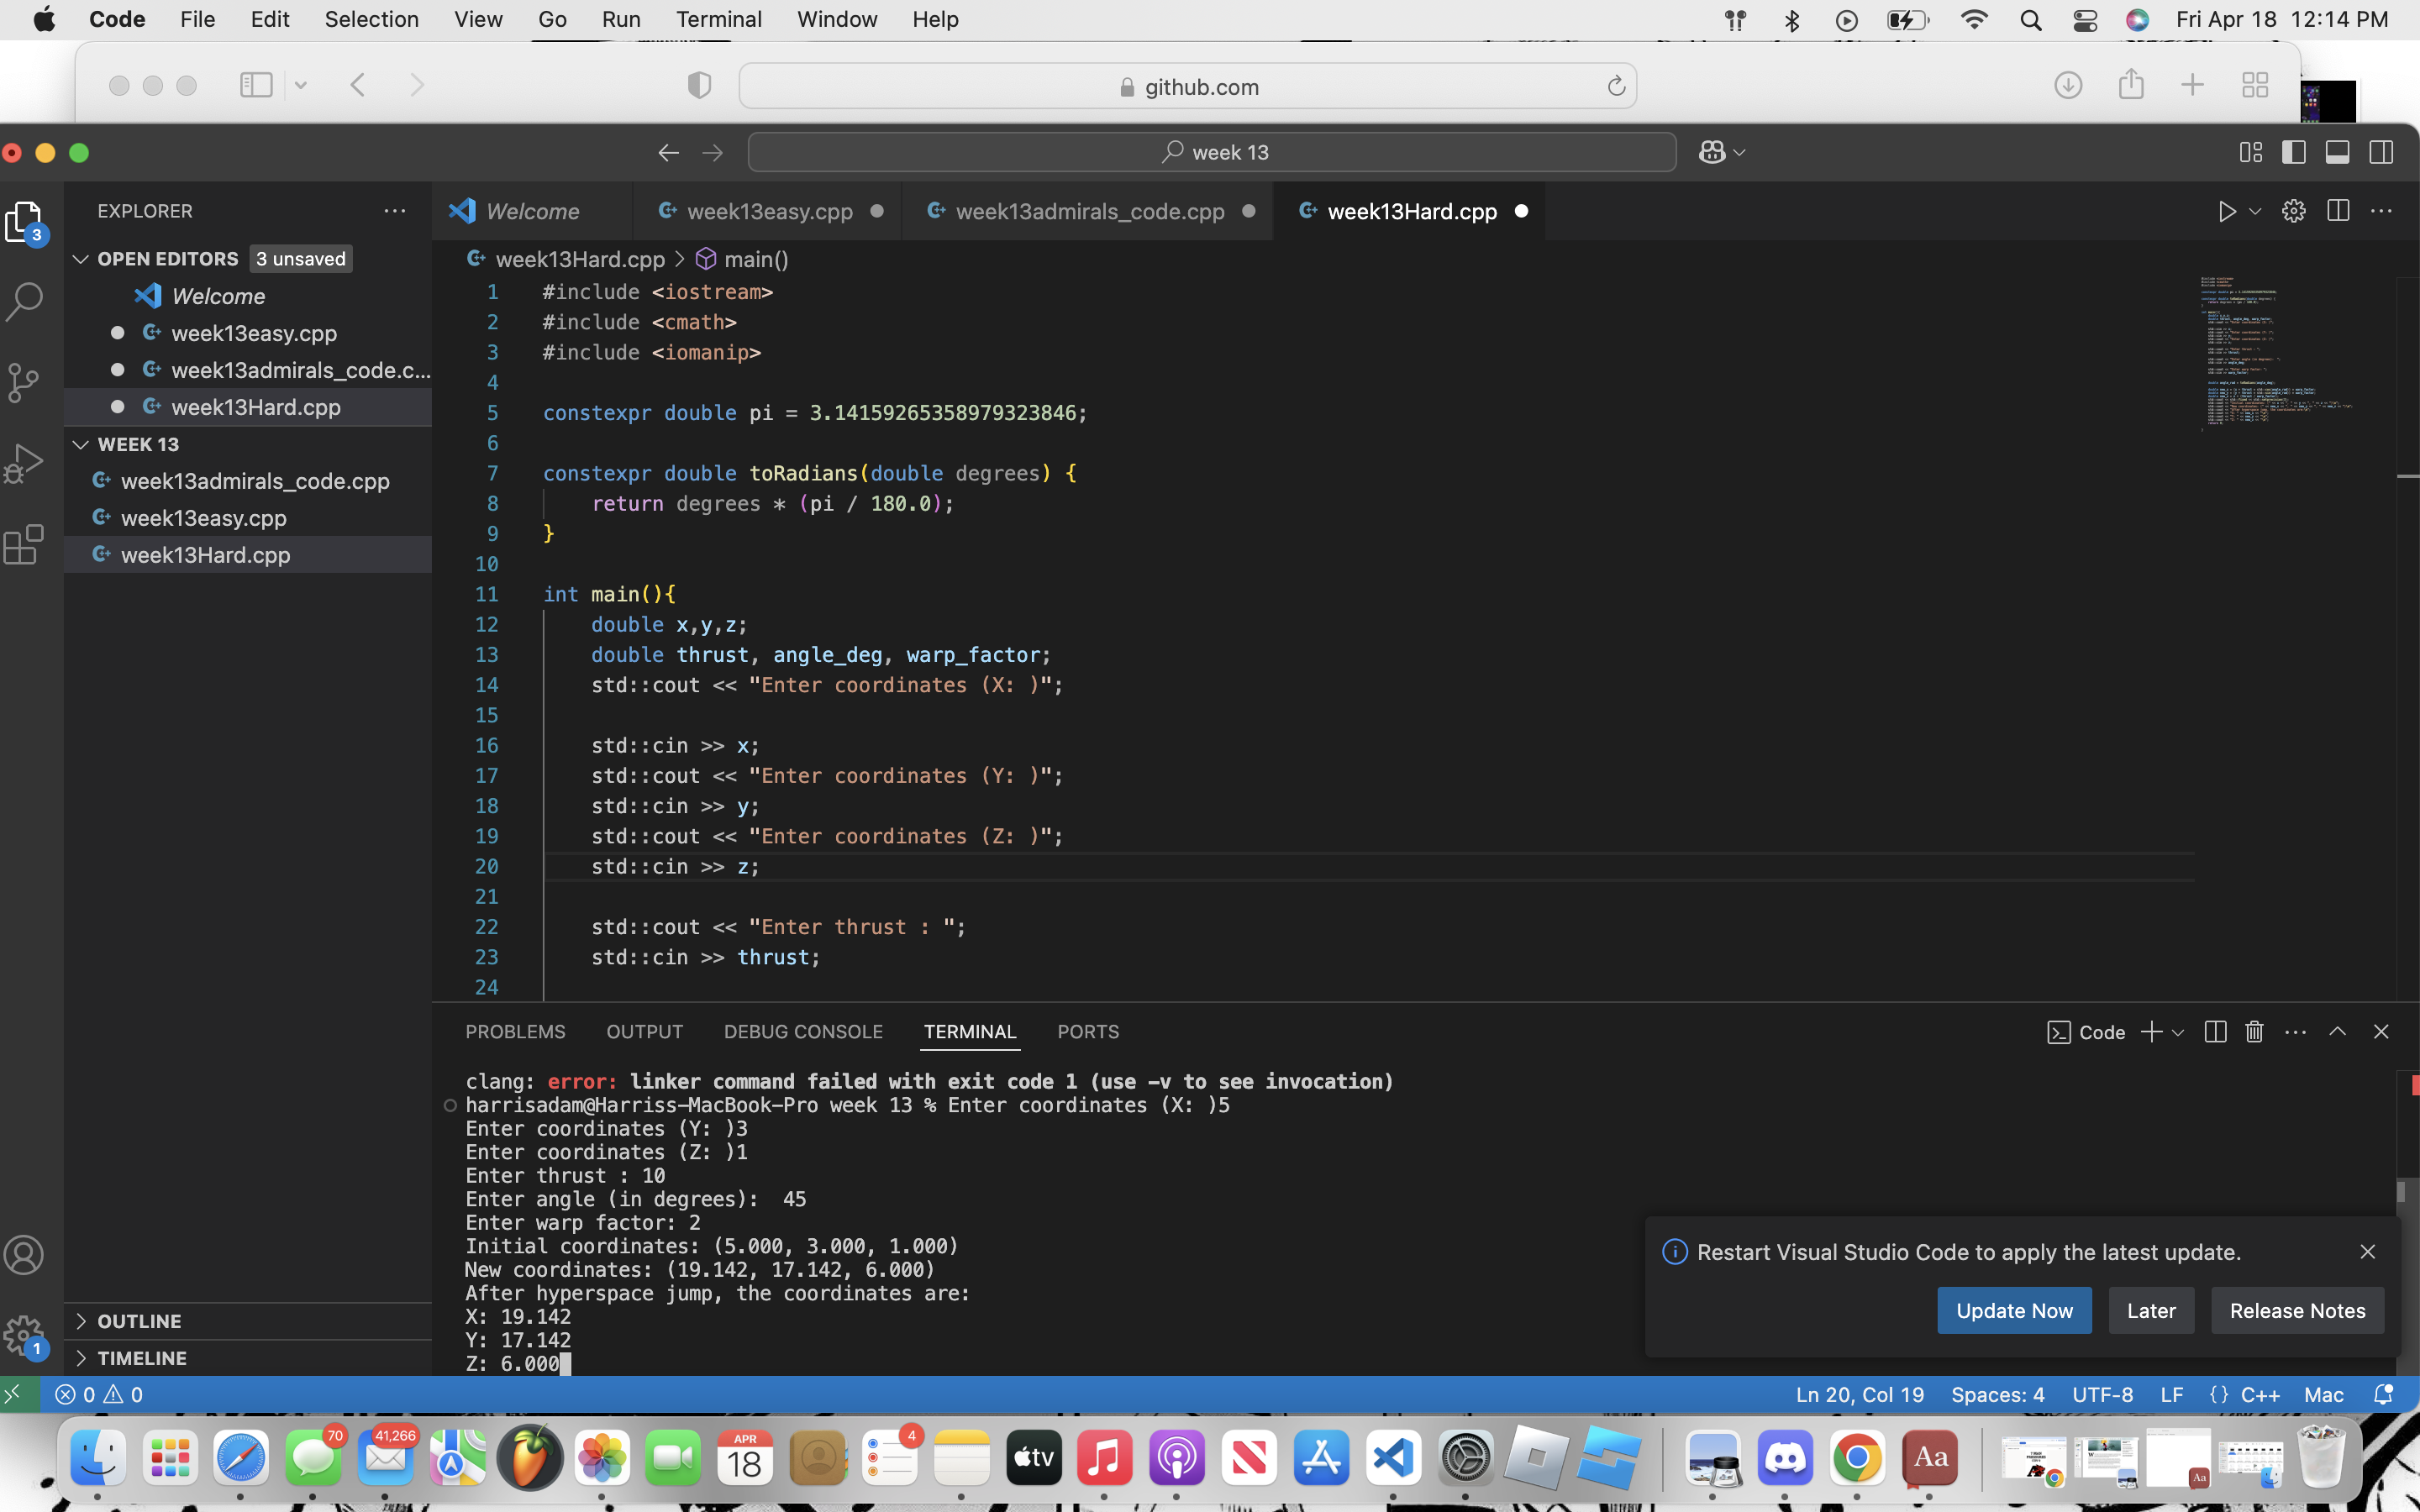 Code File Edit Selection View Go Run Terminal Window Help Fri Apr 18 12:14 PM
github.com
week 13
EXPLORER
Welcome week13easy.cpp week13admirals_code.cpp week13Hard.cpp
OPEN EDITORS 3 unsaved
Welcome
week13easy.cpp
week13admirals_code.c...
week13Hard.cpp
WEEK 13
week13admirals_code.cpp
week13easy.cpp
week13Hard.cpp
OUTLINE
TIMELINE
3
1
week13Hard.cpp > main()
1 #include <iostream>
2 #include <cmath>
3 #include <iomanip>
4
5 constexpr double pi = 3.14159265358979323846;
6
7 constexpr double toRadians(double degrees) {
8 return degrees * (pi / 180.0);
9 }
10
11 int main(){
12 double x,y,z;
13 double thrust, angle_deg, warp_factor;
14 std::cout << "Enter coordinates (X: )";
15
16 std::cin >> x;
17 std::cout << "Enter coordinates (Y: )";
18 std::cin >> y;
19 std::cout << "Enter coordinates (Z: )";
20 std::cin >> z;
21
22 std::cout << "Enter thrust : ";
23 std::cin >> thrust;
24
PROBLEMS OUTPUT DEBUG CONSOLE TERMINAL PORTS Code
clang: error: linker command failed with exit code 1 (use -v to see invocation)
harrisadam@Harriss-MacBook-Pro week 13 % Enter coordinates (X: )5
Enter coordinates (Y: )3
Enter coordinates (Z: )1
Enter thrust : 10
Enter angle (in degrees):  45
Enter warp factor: 2
Initial coordinates: (5.000, 3.000, 1.000)
New coordinates: (19.142, 17.142, 6.000)
After hyperspace jump, the coordinates are:
X: 19.142
Y: 17.142
Z: 6.000
Restart Visual Studio Code to apply the latest update.
Update Now Later Release Notes
0 0 Ln 20, Col 19 Spaces: 4 UTF-8 LF {} C++ Mac
70 41,266 APR 18 4 tv Aa